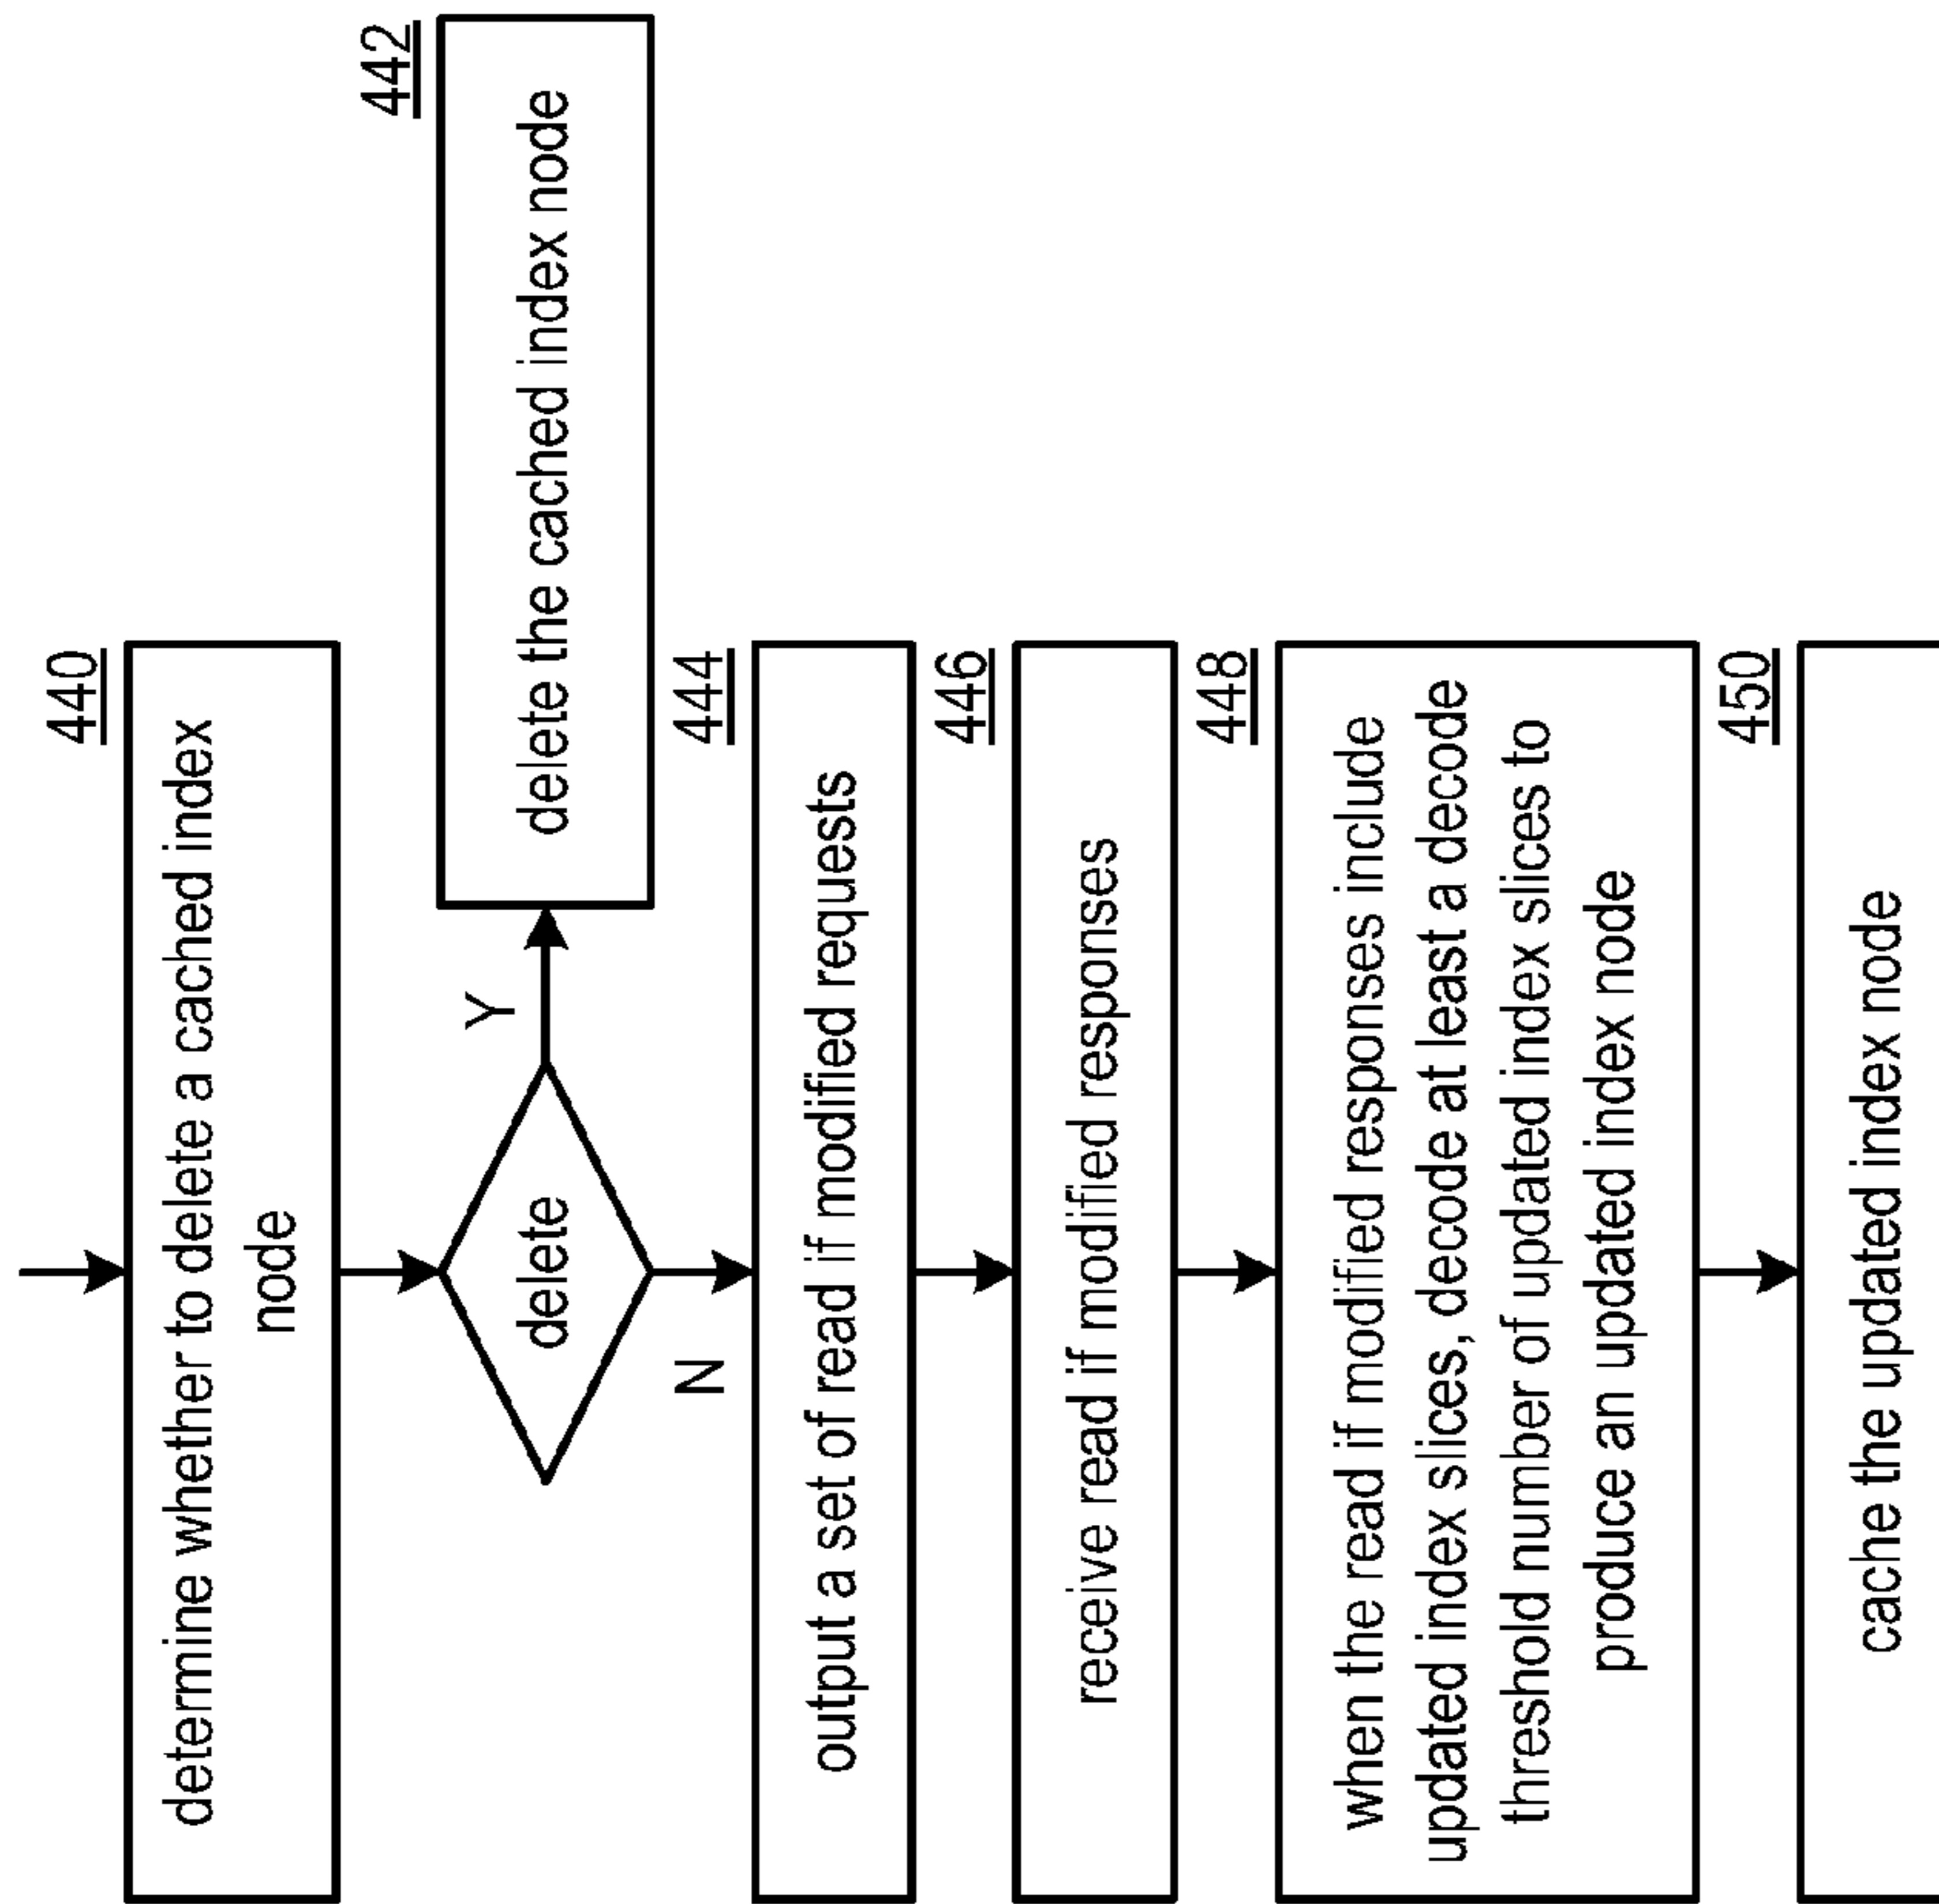 440
determine whether to delete a cached index
node
442
delete
Y
delete the cached index node
N
444
output a set of read if modified requests
446
receive read if modified responses
448
when the read if modified responses include
updated index slices, decode at least a decode
threshold number of updated index slices to
produce an updated index node
450
cache the updated index node